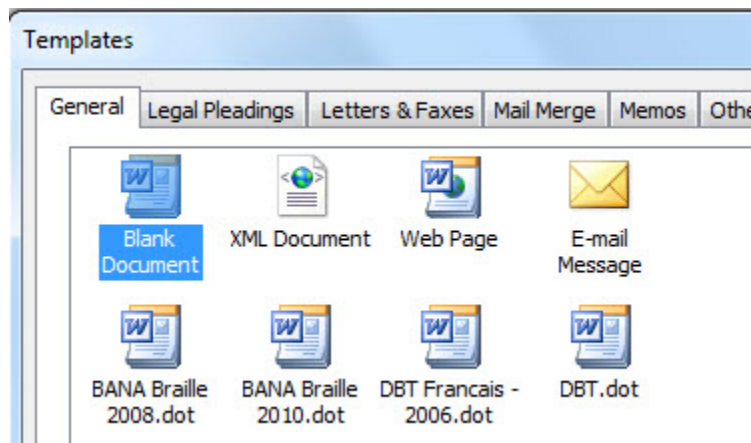 Templates
General Legal Pleadings Letters & Faxes Mail Merge Memos Othe
Blank XML Document Web Page E-mail
Document Message
BANA Braille BANA Braille DBT Francais - DBT.dot
2008.dot 2010.dot 2006.dot